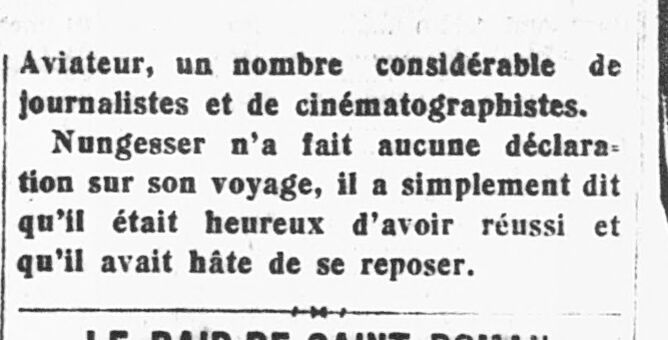 Aviateur, un nombre considérable de
journalistes et de cinématographistes.
Nungesser n'a fait aucune déclara-
tion sur son voyage, il a simplement dit
qu'il était heureux d'avoir réussi et
qu'il avait hâte de se reposer.
LE RAID DE SAINT-ROMAN